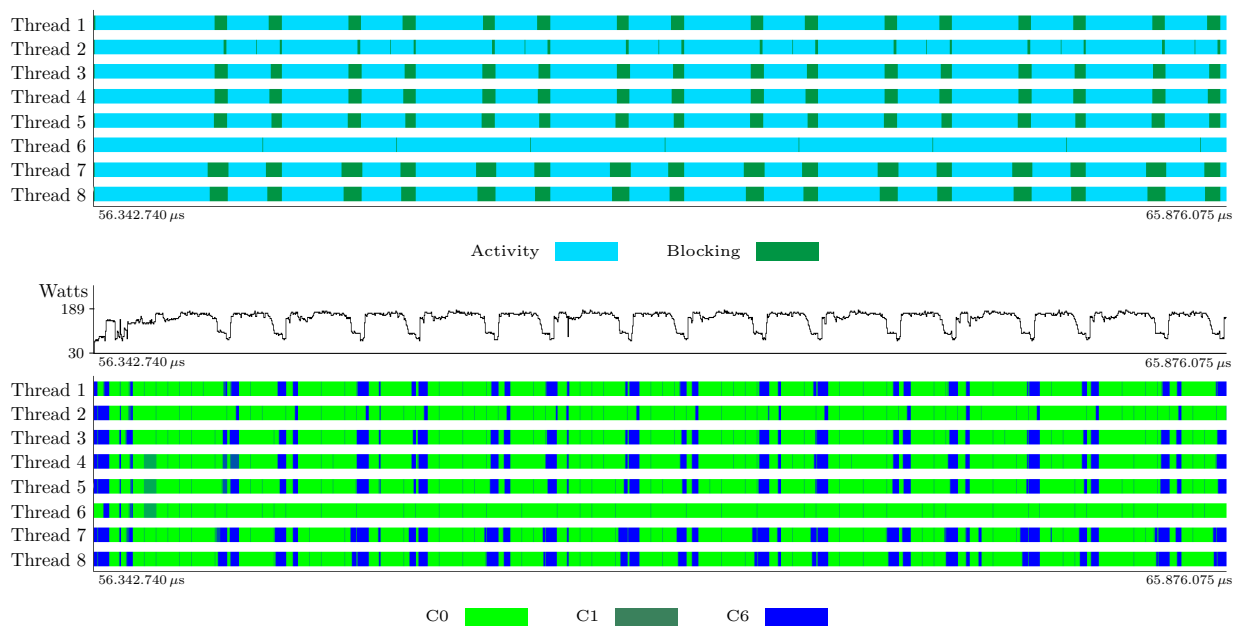 Thread 1
Thread 2
Thread 3
Thread 4
Thread 5
Thread 6
Thread 7
Thread 8
56.342.740 µs 65.876.075 µs
Activity Blocking
Watts
189
30
56.342.740 µs 65.876.075 µs
Thread 1
Thread 2
Thread 3
Thread 4
Thread 5
Thread 6
Thread 7
Thread 8
56.342.740 µs 65.876.075 µs
C0 C1 C6